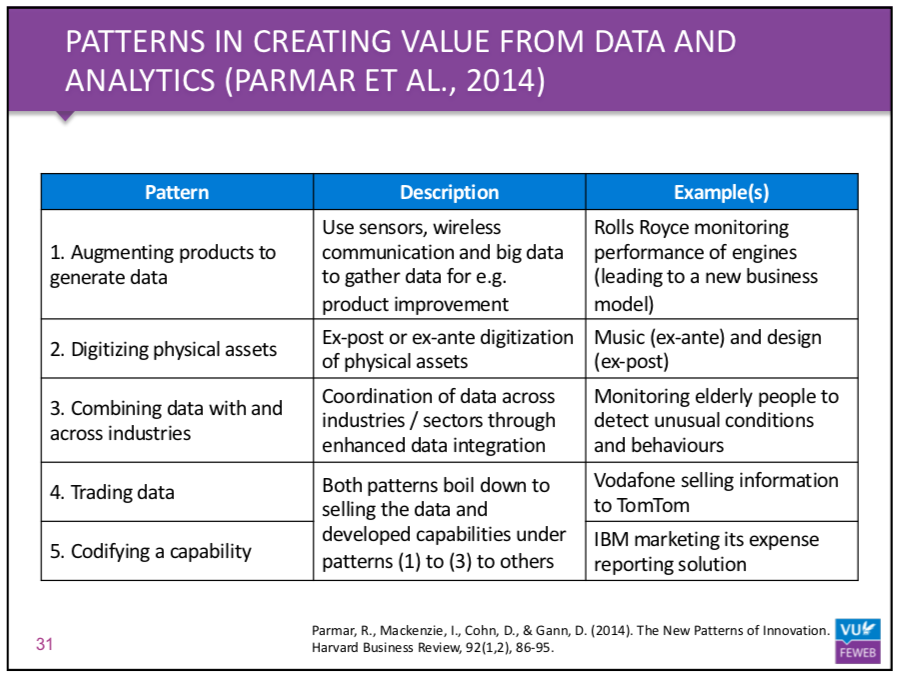 PATTERNS IN CREATING VALUE FROM DATA AND
ANALYTICS (PARMAR ET AL., 2014)
Pattern
Description
Example(s)
1. Augmenting products to
generate data
Use sensors, wireless
communication and big data
to gather data for e.g.
product improvement
Rolls Royce monitoring
performance of engines
(leading to a new business
model)
2. Digitizing physical assets
Ex-post or ex-ante digitization
of physical assets
Music (ex-ante) and design
(ex-post)
3. Combining data with and
across industries
Coordination of data across
industries / sectors through
enhanced data integration
Monitoring elderly people to
detect unusual conditions
and behaviours
4. Trading data
Both patterns boil down to
selling the data and
developed capabilities under
patterns (1) to (3) to others
Vodafone selling information
to TomTom
5. Codifying a capability
IBM marketing its expense
reporting solution
31
Parmar, R., Mackenzie, I., Cohn, D., & Gann, D. (2014). The New Patterns of Innovation.
Harvard Business Review, 92(1,2), 86-95.
VU
FEWEB